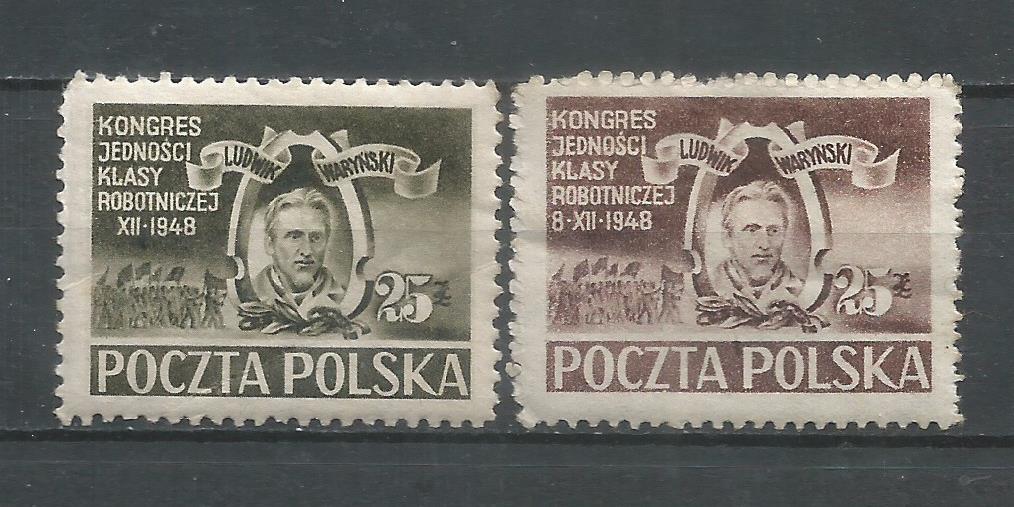 KONGRES
JEDNOŚCI
KLASY
ROBOTNICZEJ
XII·1948
LUDWIK WARYŃSKI
25 zł
POCZTA POLSKA
KONGRES
JEDNOŚCI
KLASY
ROBOTNICZEJ
8·XII·1948
LUDWIK WARYŃSKI
25 zł
POCZTA POLSKA